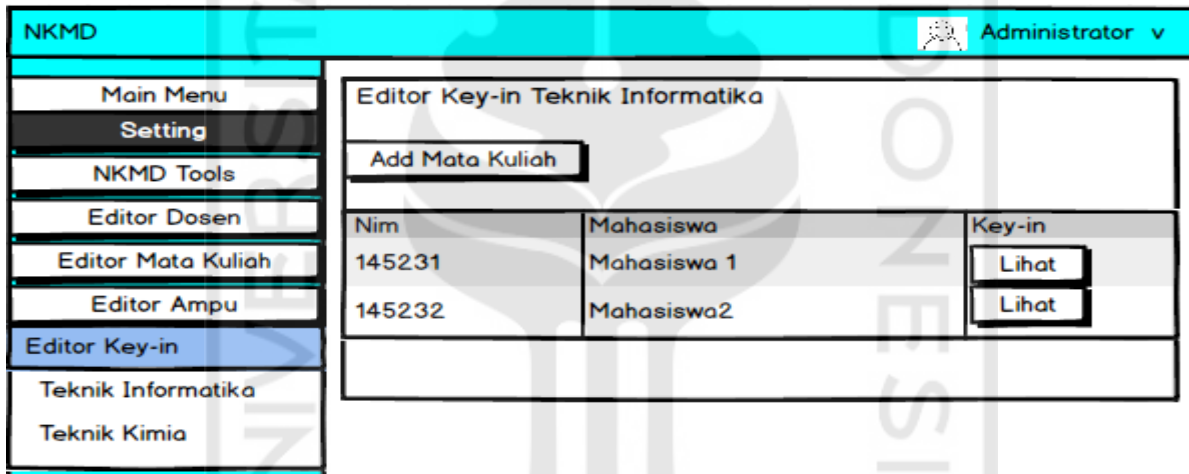 NKMD
Administrator v
Main Menu
Setting
NKMD Tools
Editor Dosen
Editor Mata Kuliah
Editor Ampu
Editor Key-in
Teknik Informatika
Teknik Kimia
Editor Key-in Teknik Informatika
Add Mata Kuliah
Nim Mahasiswa Key-in
145231 Mahasiswa 1 Lihat
145232 Mahasiswa2 Lihat